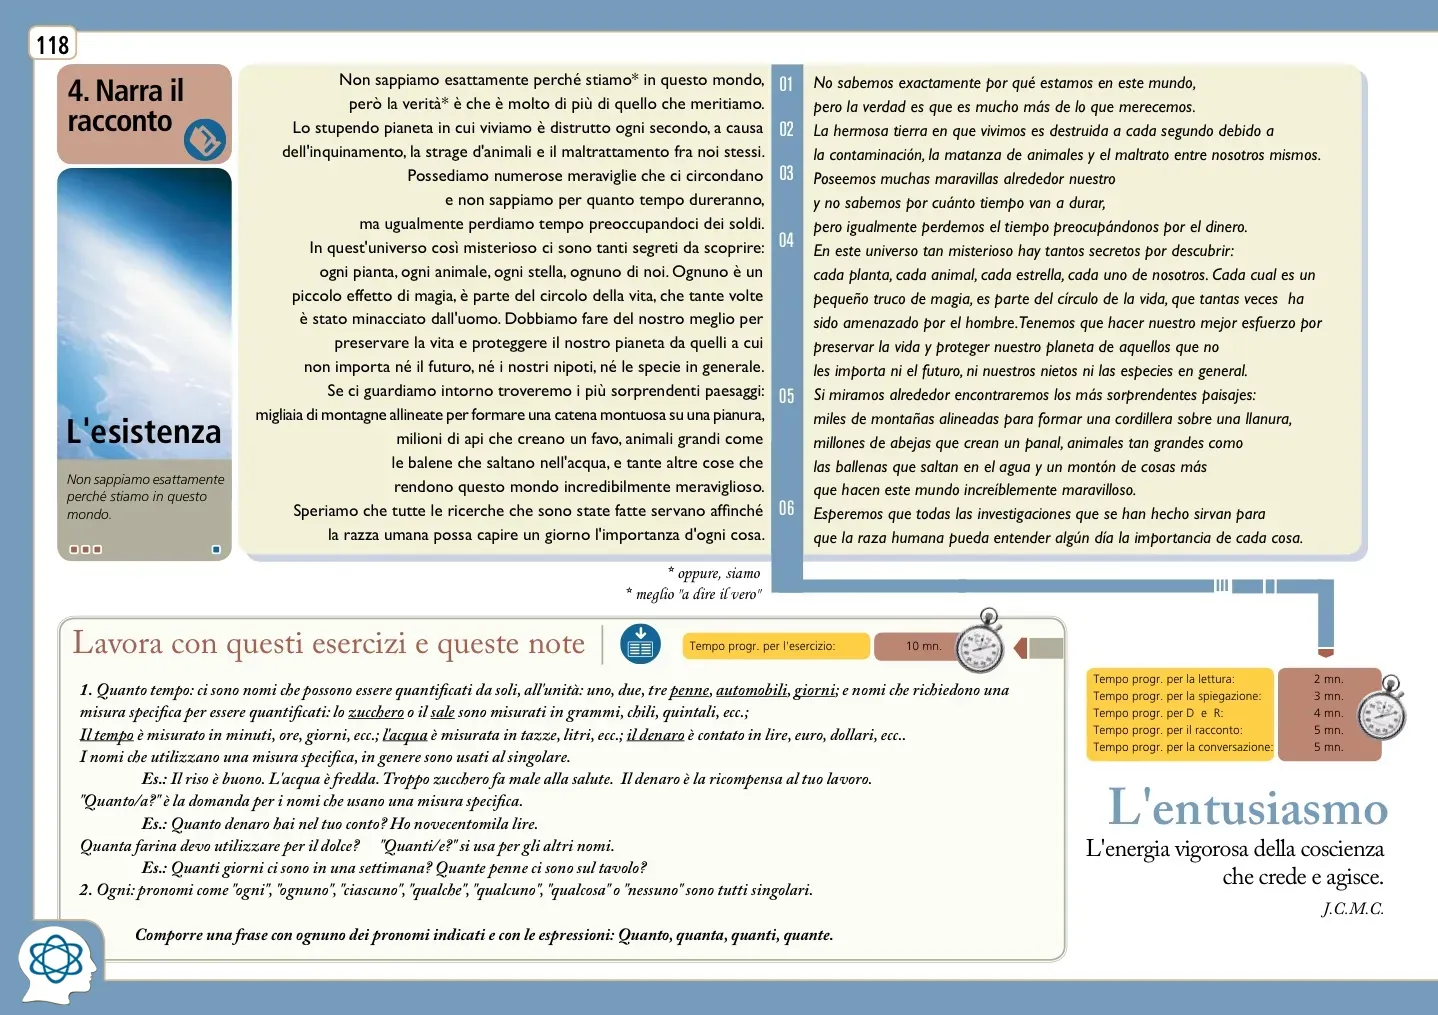 118
4. Narra il
racconto
L'esistenza
Non sappiamo esattamente
perché stiamo in questo
mondo.
Non sappiamo esattamente perché stiamo* in questo mondo,
però la verità* è che è molto di più di quello che meritiamo.
Lo stupendo pianeta in cui viviamo è distrutto ogni secondo, a causa
dell'inquinamento, la strage d'animali e il maltrattamento fra noi stessi.
Possediamo numerose meraviglie che ci circondano
e non sappiamo per quanto tempo dureranno,
ma ugualmente perdiamo tempo preoccupandoci dei soldi.
In quest'universo così misterioso ci sono tanti segreti da scoprire:
ogni pianta, ogni animale, ogni stella, ognuno di noi. Ognuno è un
piccolo effetto di magia, è parte del circolo della vita, che tante volte
è stato minacciato dall'uomo. Dobbiamo fare del nostro meglio per
preservare la vita e proteggere il nostro pianeta da quelli a cui
non importa né il futuro, né i nostri nipoti, né le specie in generale.
Se ci guardiamo intorno troveremo i più sorprendenti paesaggi:
migliaia di montagne allineate per formare una catena montuosa su una pianura,
milioni di api che creano un favo, animali grandi come
le balene che saltano nell'acqua, e tante altre cose che
rendono questo mondo incredibilmente meraviglioso.
Speriamo che tutte le ricerche che sono state fatte servano affinché
la razza umana possa capire un giorno l'importanza d'ogni cosa.
* oppure, siamo
* meglio "a dire il vero"
01
02
03
04
05
06
No sabemos exactamente por qué estamos en este mundo,
pero la verdad es que es mucho más de lo que merecemos.
La hermosa tierra en que vivimos es destruida a cada segundo debido a
la contaminación, la matanza de animales y el maltrato entre nosotros mismos.
Poseemos muchas maravillas alrededor nuestro
y no sabemos por cuánto tiempo van a durar,
pero igualmente perdemos el tiempo preocupándonos por el dinero.
En este universo tan misterioso hay tantos secretos por descubrir:
cada planta, cada animal, cada estrella, cada uno de nosotros. Cada cual es un
pequeño truco de magia, es parte del círculo de la vida, que tantas veces ha
sido amenazado por el hombre. Tenemos que hacer nuestro mejor esfuerzo por
preservar la vida y proteger nuestro planeta de aquellos que no
les importa ni el futuro, ni nuestros nietos ni las especies en general.
Si miramos alrededor encontraremos los más sorprendentes paisajes:
miles de montañas alineadas para formar una cordillera sobre una llanura,
millones de abejas que crean un panal, animales tan grandes como
las ballenas que saltan en el agua y un montón de cosas más
que hacen este mundo increíblemente maravilloso.
Esperemos que todas las investigaciones que se han hecho sirvan para
que la raza humana pueda entender algún día la importancia de cada cosa.
Lavora con questi esercizi e queste note
Tempo progr. per l'esercizio: 10 mn.
1. Quanto tempo: ci sono nomi che possono essere quantificati da soli, all'unità: uno, due, tre penne, automobili, giorni; e nomi che richiedono una
misura specifica per essere quantificati: lo zucchero o il sale sono misurati in grammi, chili, quintali, ecc.;
Il tempo è misurato in minuti, ore, giorni, ecc.; l'acqua è misurata in tazze, litri, ecc.; il denaro è contato in lire, euro, dollari, ecc..
I nomi che utilizzano una misura specifica, in genere sono usati al singolare.
Es.: Il riso è buono. L'acqua è fredda. Troppo zucchero fa male alla salute. Il denaro è la ricompensa al tuo lavoro.
"Quanto/a?" è la domanda per i nomi che usano una misura specifica.
Es.: Quanto denaro hai nel tuo conto? Ho novecentomila lire.
Quanta farina devo utilizzare per il dolce? "Quanti/e?" si usa per gli altri nomi.
Es.: Quanti giorni ci sono in una settimana? Quante penne ci sono sul tavolo?
2. Ogni: pronomi come "ogni", "ognuno", "ciascuno", "qualche", "qualcuno", "qualcosa" o "nessuno" sono tutti singolari.
Comporre una frase con ognuno dei pronomi indicati e con le espressioni: Quanto, quanta, quanti, quante.
Tempo progr. per la lettura: 2 mn.
Tempo progr. per la spiegazione: 3 mn.
Tempo progr. per D e R: 4 mn.
Tempo progr. per il racconto: 5 mn.
Tempo progr. per la conversazione: 5 mn.
L'entusiasmo
L'energia vigorosa della coscienza
che crede e agisce.
J.C.M.C.